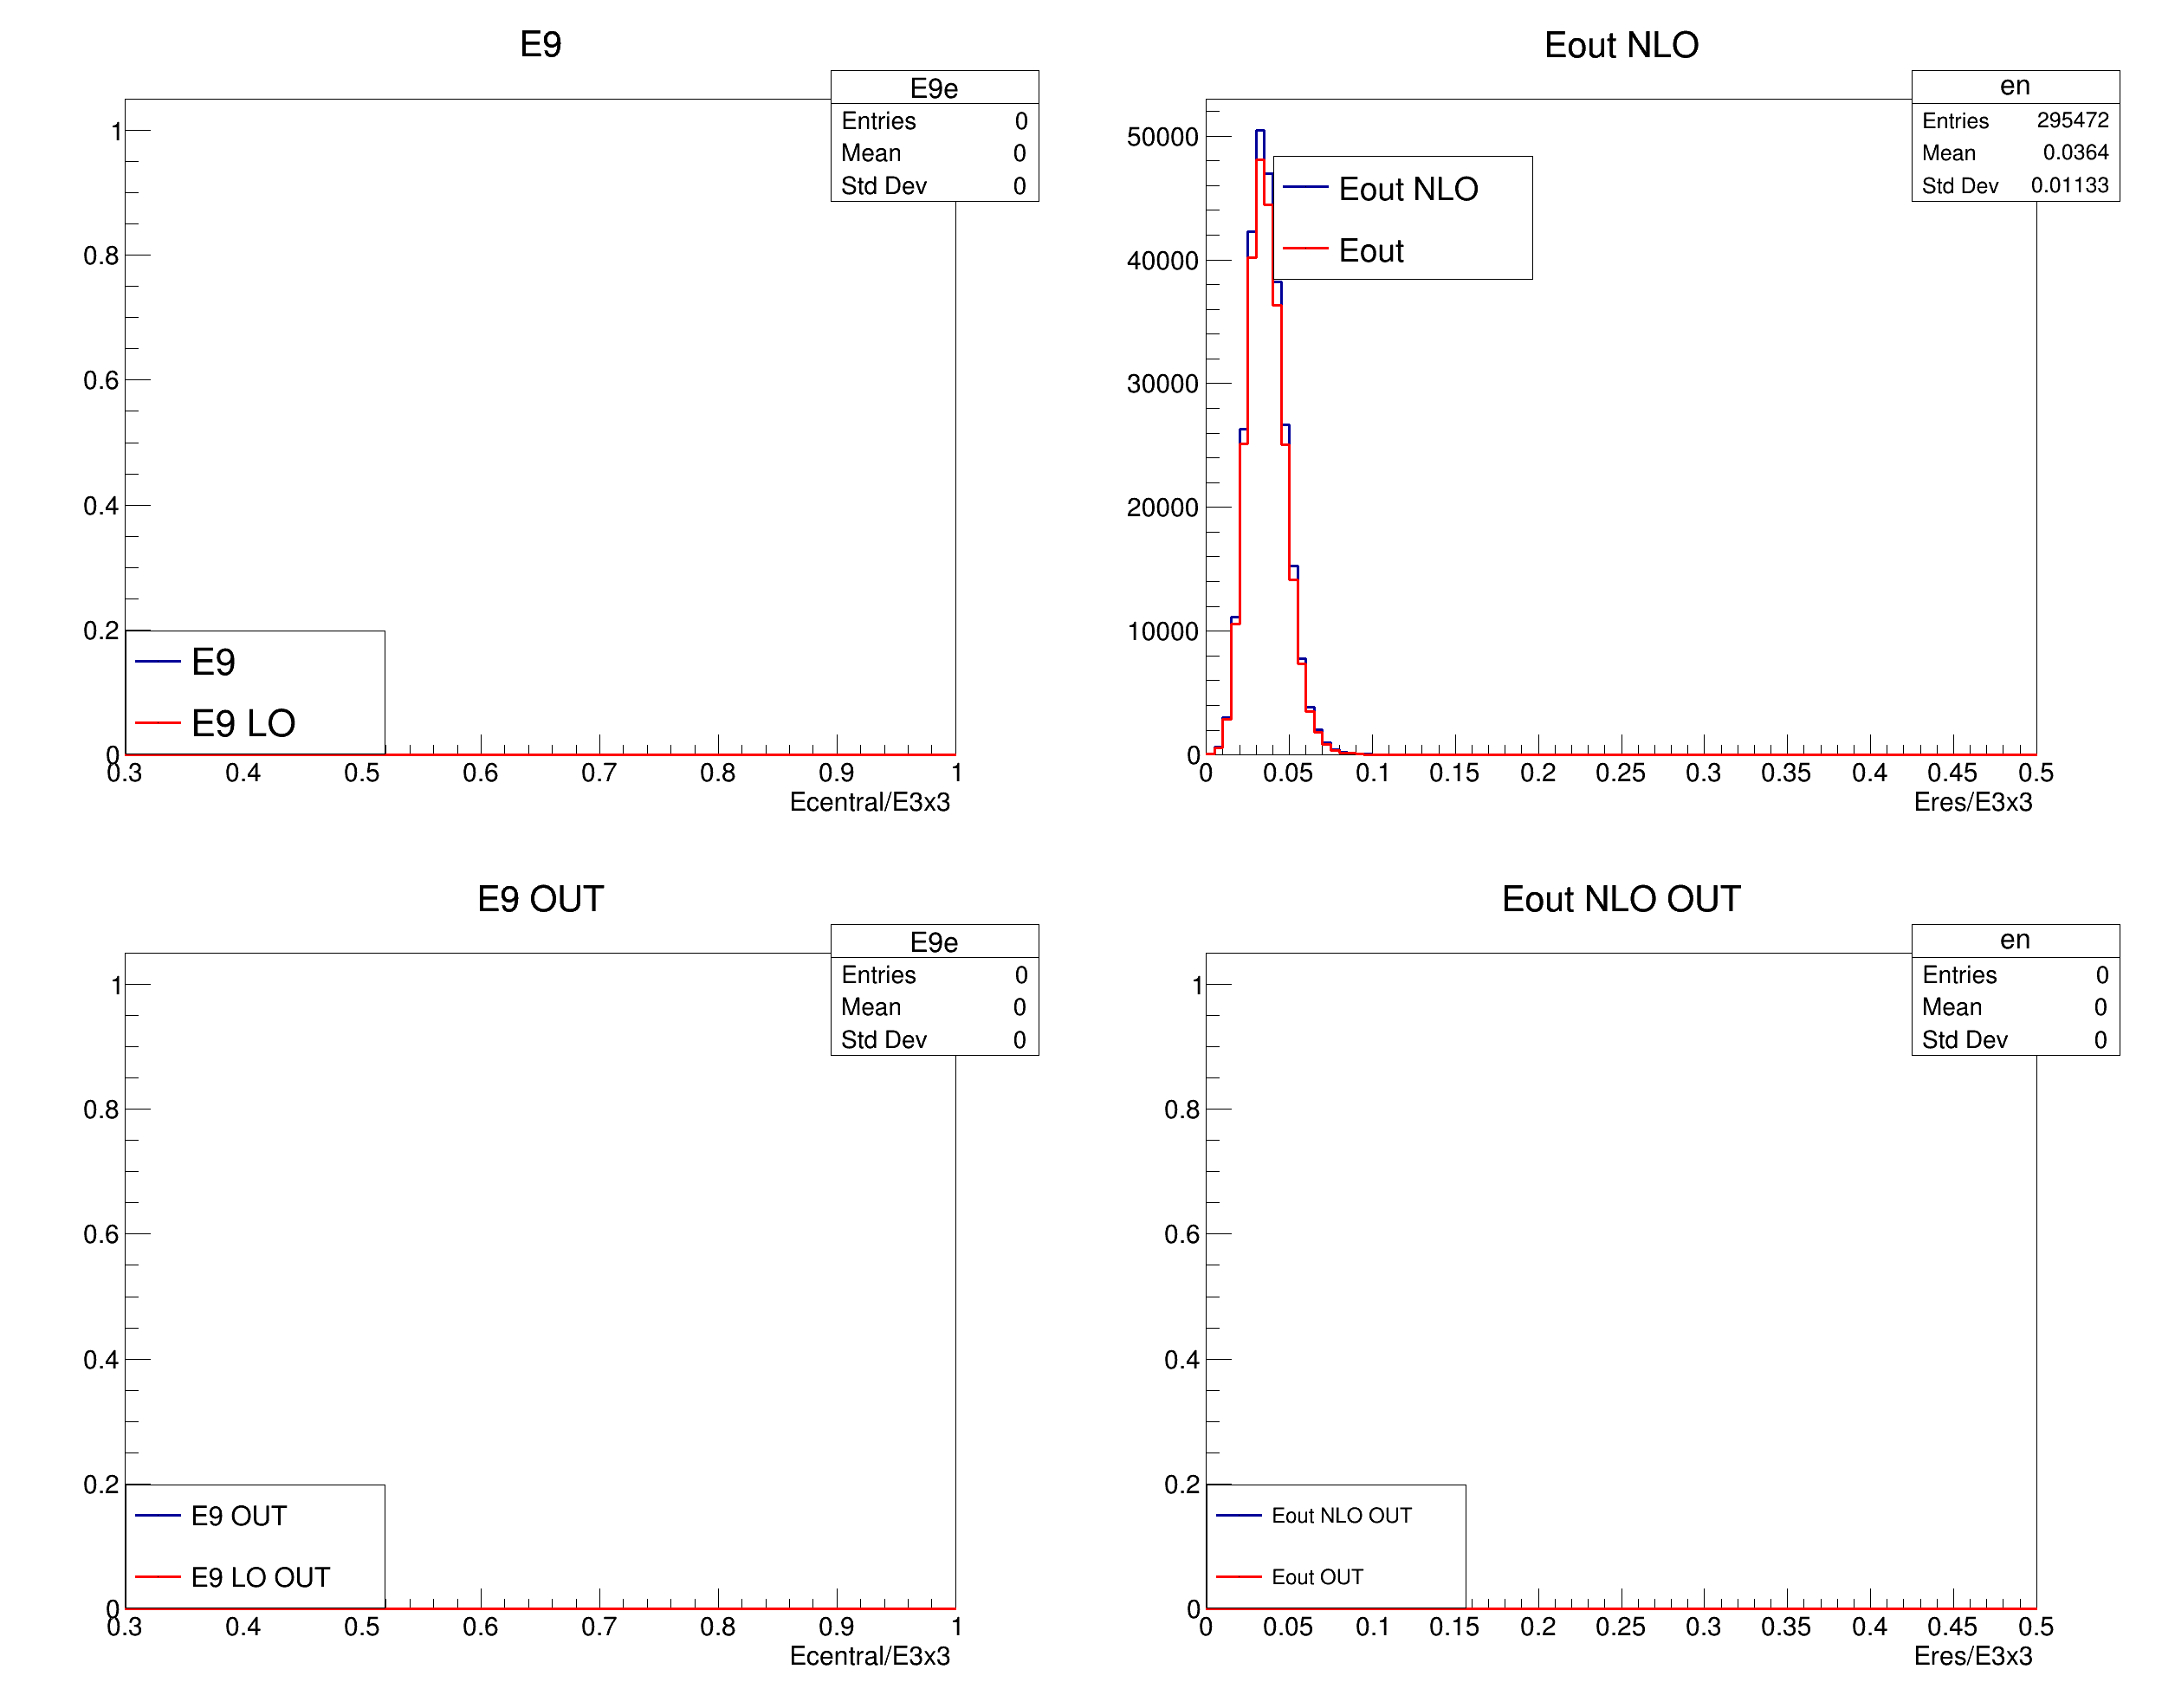 E9
E9e
Entries 0
Mean 0
Std Dev 0
1
0.8
0.6
0.4
0.2
0
E9
E9 LO
0.3 0.4 0.5 0.6 0.7 0.8 0.9 1
Ecentral/E3x3
Eout NLO
en
Entries 295472
Mean 0.0364
Std Dev 0.01133
50000
40000
30000
20000
10000
0
Eout NLO
Eout
0 0.05 0.1 0.15 0.2 0.25 0.3 0.35 0.4 0.45 0.5
Eres/E3x3
E9 OUT
E9e
Entries 0
Mean 0
Std Dev 0
1
0.8
0.6
0.4
0.2
0
E9 OUT
E9 LO OUT
0.3 0.4 0.5 0.6 0.7 0.8 0.9 1
Ecentral/E3x3
Eout NLO OUT
en
Entries 0
Mean 0
Std Dev 0
1
0.8
0.6
0.4
0.2
0
Eout NLO OUT
Eout OUT
0 0.05 0.1 0.15 0.2 0.25 0.3 0.35 0.4 0.45 0.5
Eres/E3x3